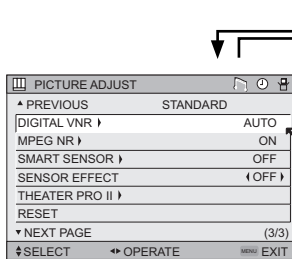 PICTURE ADJUST
PREVIOUS STANDARD
DIGITAL VNR AUTO
MPEG NR ON
SMART SENSOR OFF
SENSOR EFFECT OFF
THEATER PRO II
RESET
NEXT PAGE (3/3)
SELECT OPERATE MENU EXIT